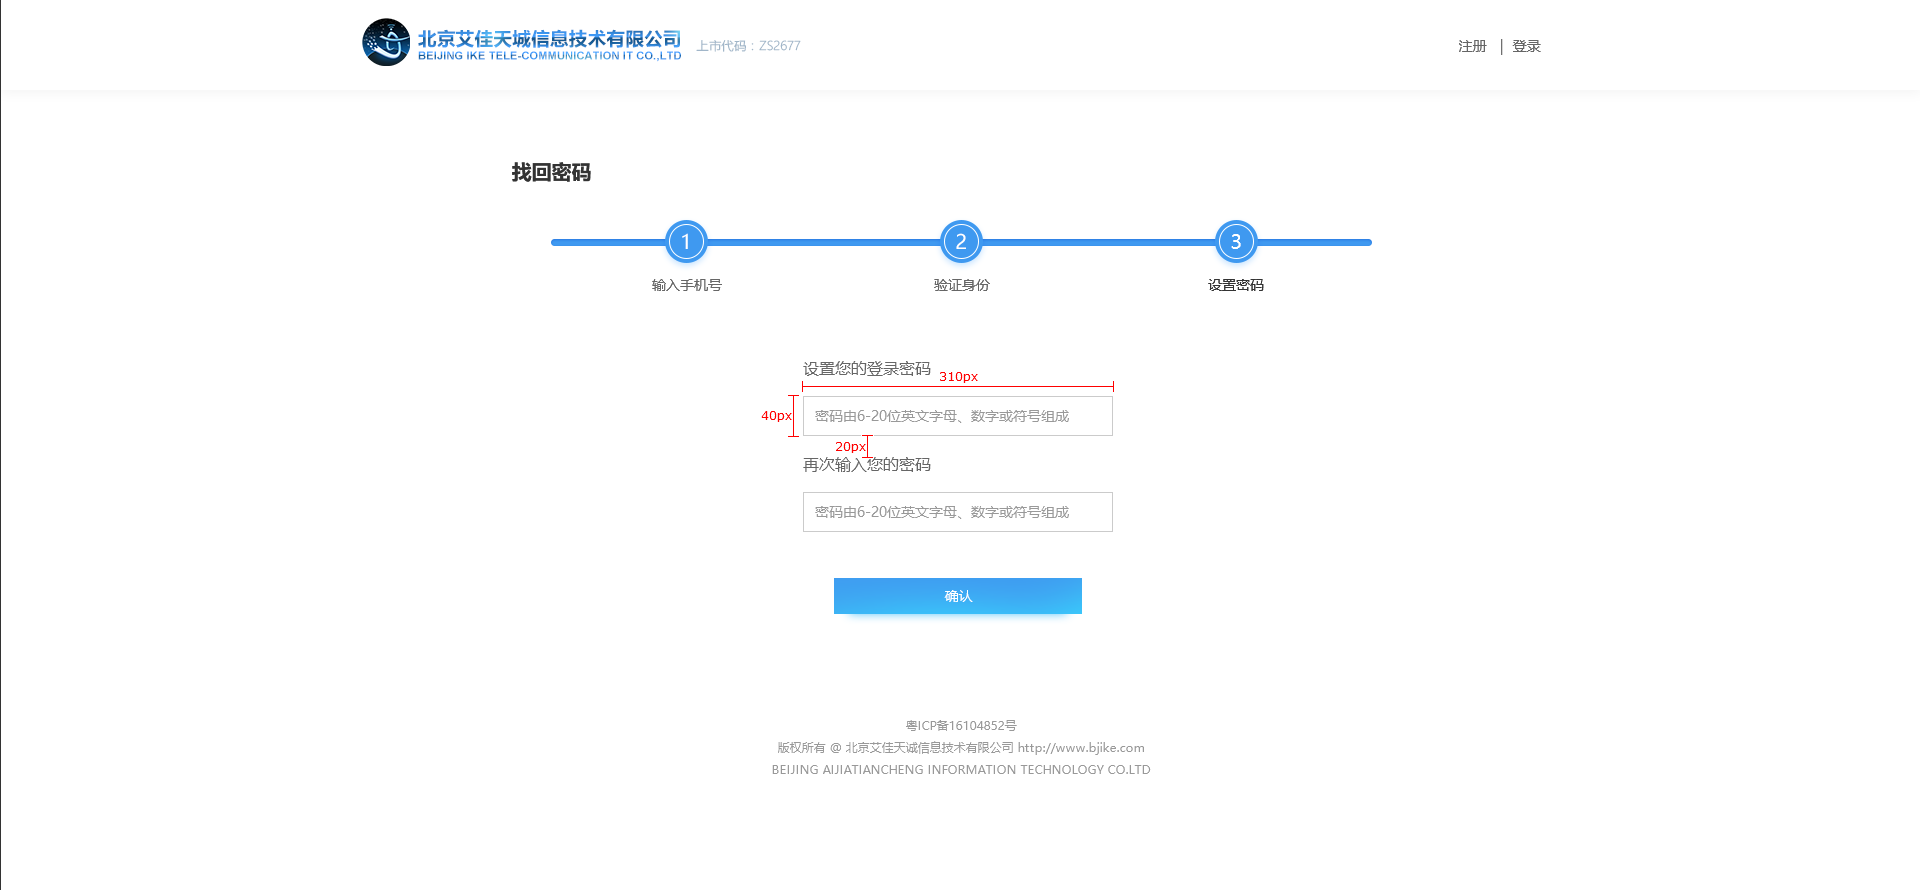 北京艾佳天诚信息技术有限公司
BEIJING IKE TELE-COMMUNICATION IT CO.,LTD
上市代码：ZS2677
注册 | 登录
找回密码
1 2 3
输入手机号 验证身份 设置密码
设置您的登录密码
310px
40px
密码由6-20位英文字母、数字或符号组成
20px
再次输入您的密码
密码由6-20位英文字母、数字或符号组成
确认
粤ICP备16104852号
版权所有 @ 北京艾佳天诚信息技术有限公司 http://www.bjike.com
BEIJING AIJIATIANCHENG INFORMATION TECHNOLOGY CO.LTD